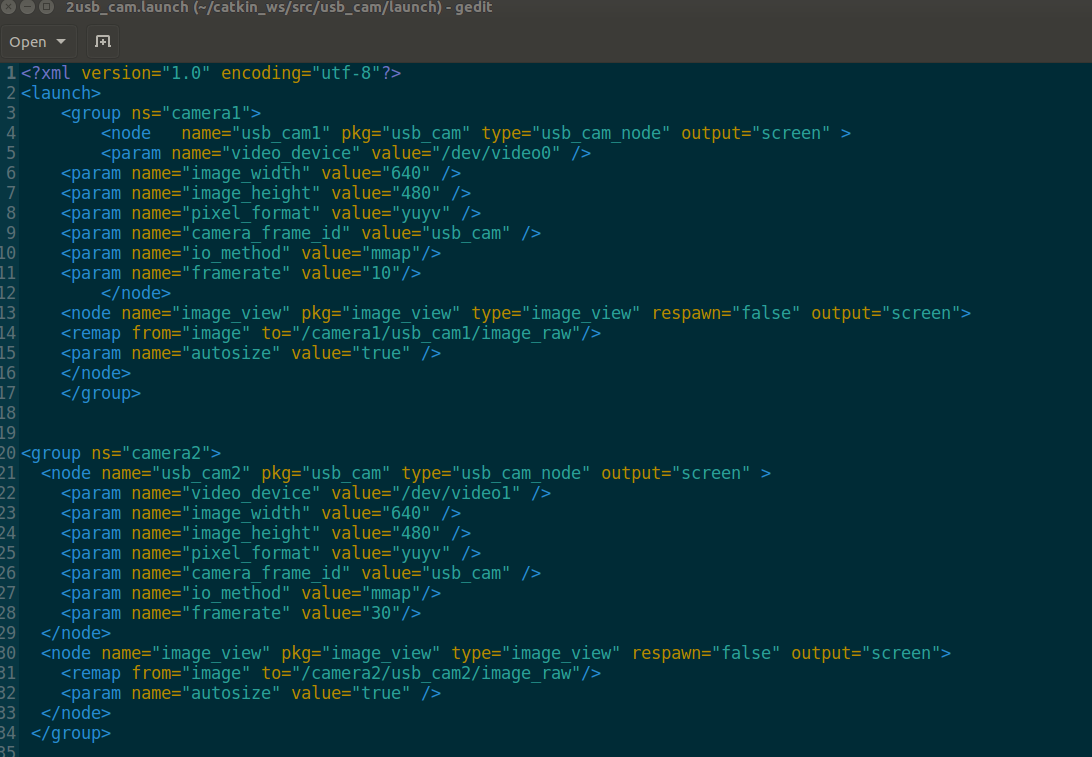 2usb_cam.launch (~/catkin_ws/src/usb_cam/launch) - gedit
Open
1 <?xml version="1.0" encoding="utf-8"?>
2 <launch>
3     <group ns="camera1">
4         <node   name="usb_cam1" pkg="usb_cam" type="usb_cam_node" output="screen" >
5         <param name="video_device" value="/dev/video0" />
6     <param name="image_width" value="640" />
7     <param name="image_height" value="480" />
8     <param name="pixel_format" value="yuyv" />
9     <param name="camera_frame_id" value="usb_cam" />
10     <param name="io_method" value="mmap"/>
11     <param name="framerate" value="10"/>
12         </node>
13     <node name="image_view" pkg="image_view" type="image_view" respawn="false" output="screen">
14     <remap from="image" to="/camera1/usb_cam1/image_raw"/>
15     <param name="autosize" value="true" />
16     </node>
17     </group>
18
19
20 <group ns="camera2">
21   <node name="usb_cam2" pkg="usb_cam" type="usb_cam_node" output="screen" >
22     <param name="video_device" value="/dev/video1" />
23     <param name="image_width" value="640" />
24     <param name="image_height" value="480" />
25     <param name="pixel_format" value="yuyv" />
26     <param name="camera_frame_id" value="usb_cam" />
27     <param name="io_method" value="mmap"/>
28     <param name="framerate" value="30"/>
29   </node>
30   <node name="image_view" pkg="image_view" type="image_view" respawn="false" output="screen">
31     <remap from="image" to="/camera2/usb_cam2/image_raw"/>
32     <param name="autosize" value="true" />
33   </node>
34  </group>
35